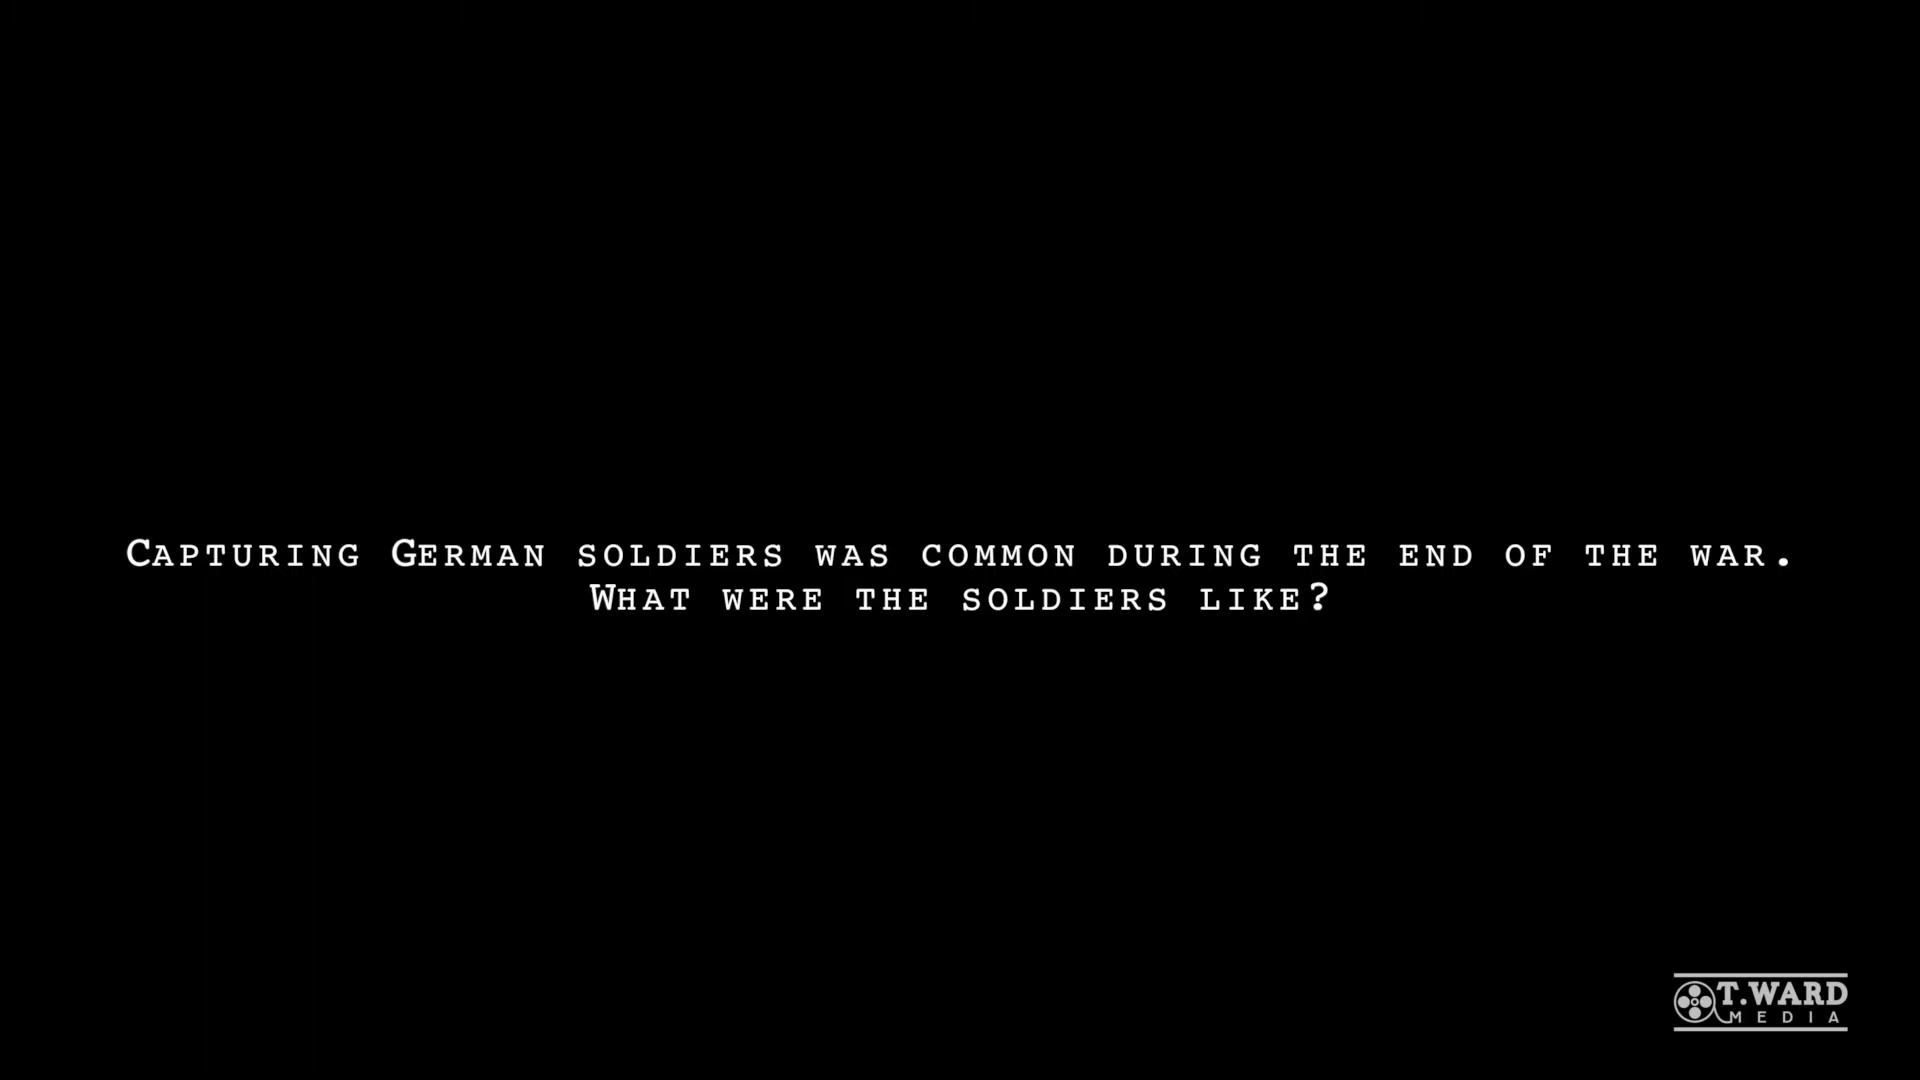 Capturing German soldiers was common during the end of the war.
What were the soldiers like?
T.WARD
MEDIA